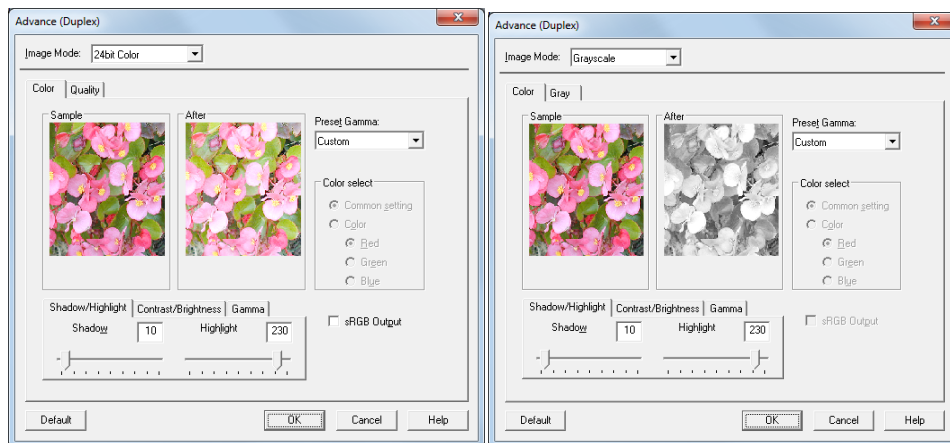 Advance (Duplex)
Image Mode: 24bit Color
Color Quality
Sample After
Preset Gamma:
Custom
Color select
Common setting
Color
Red
Green
Blue
Shadow/Highlight Contrast/Brightness Gamma
Shadow 10 Highlight 230
sRGB Output
Default OK Cancel Help
Advance (Duplex)
Image Mode: Grayscale
Color Gray
Sample After
Preset Gamma:
Custom
Color select
Common setting
Color
Red
Green
Blue
Shadow/Highlight Contrast/Brightness Gamma
Shadow 10 Highlight 230
sRGB Output
Default OK Cancel Help